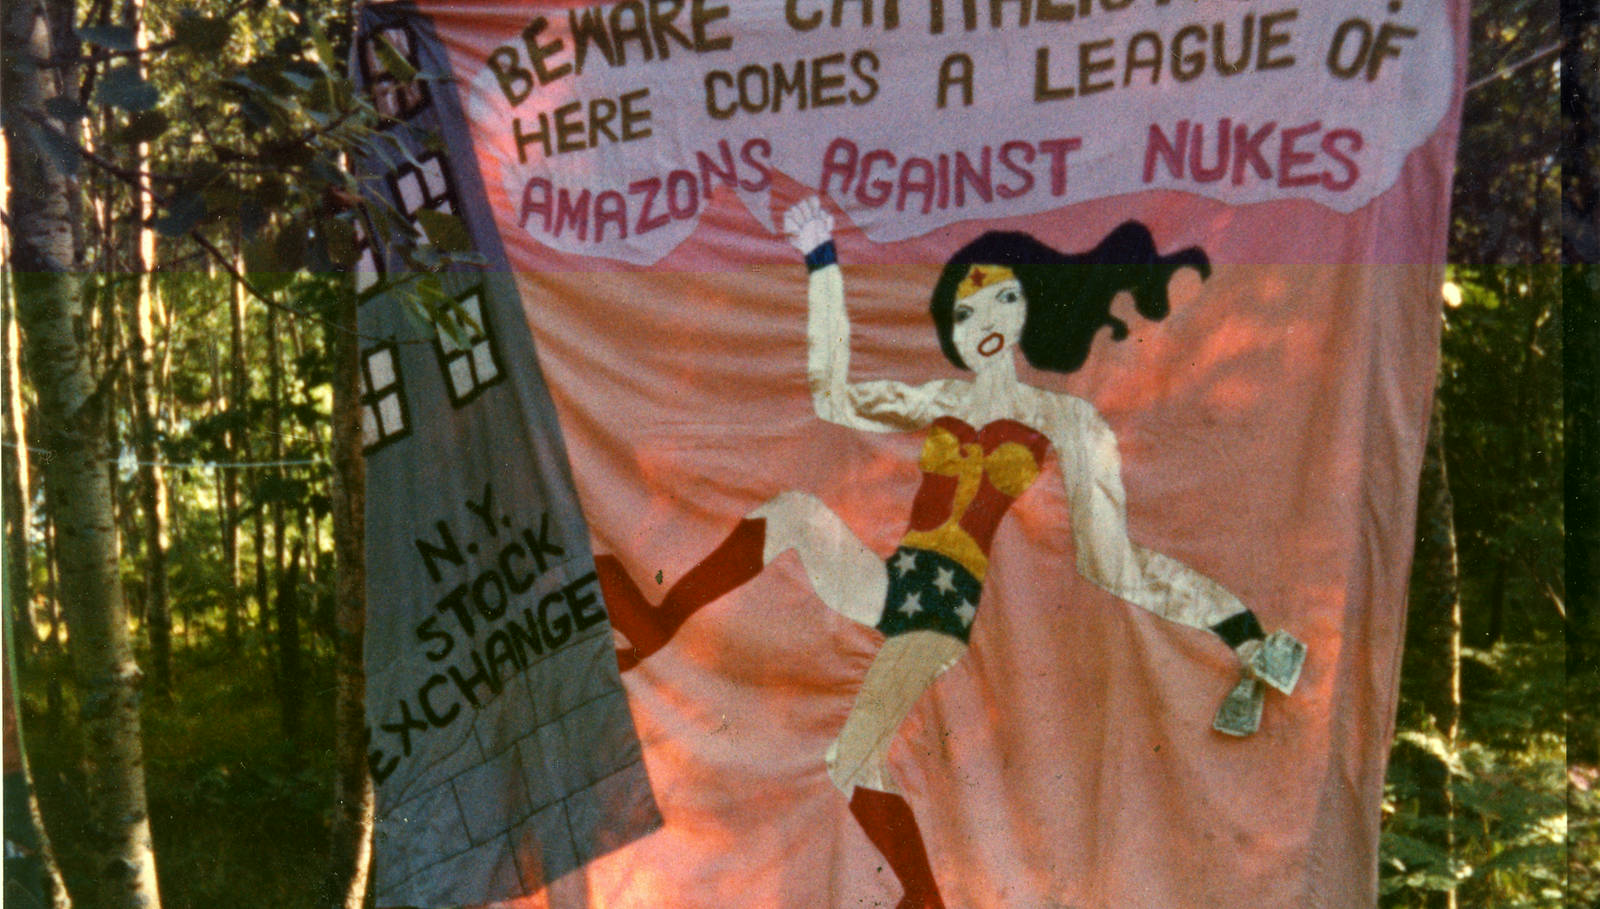 BEWARE
HERE COMES A LEAGUE OF
AMAZONS AGAINST NUKES
N.Y.
STOCK
EXCHANGE